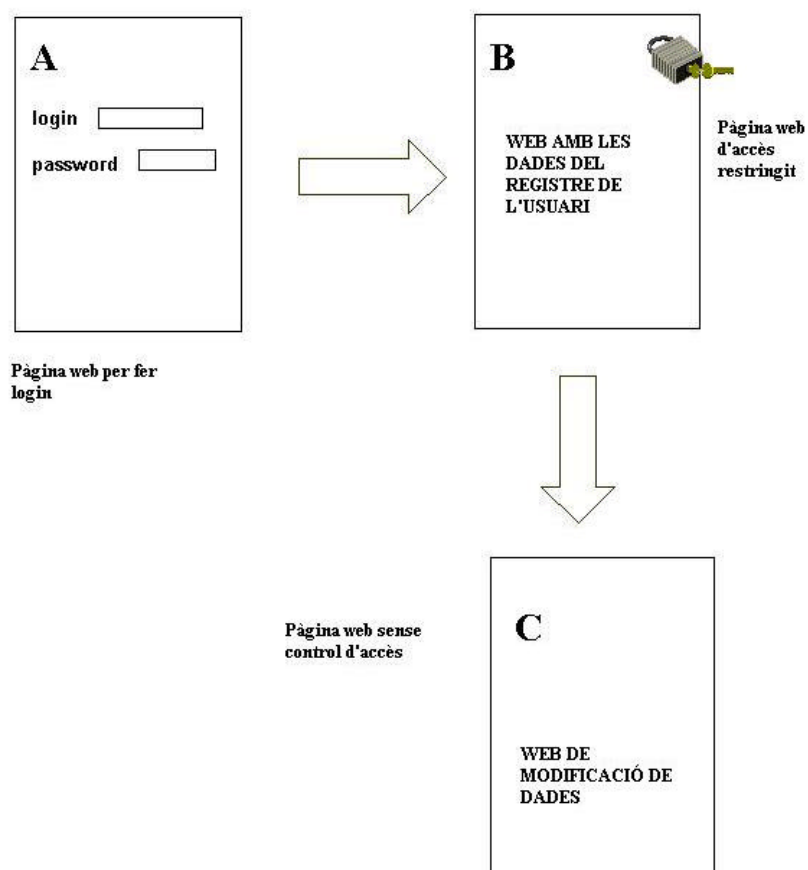 A
login
password
Pàgina web per fer
login
B
WEB AMB LES
DADES DEL
REGISTRE DE
L'USUARI
Pàgina web
d'accès
restringit
Pàgina web sense
control d'accès
C
WEB DE
MODIFICACIÓ DE
DADES